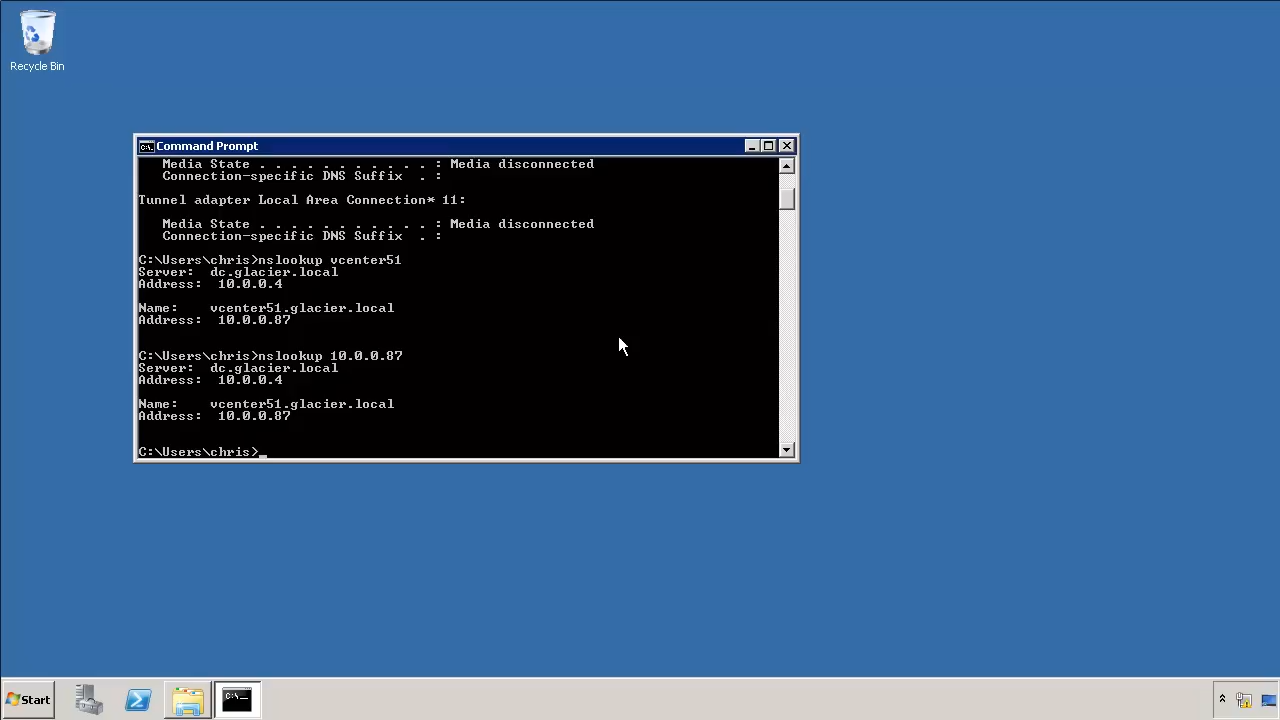 Recycle Bin
Command Prompt
Media State . . . . . . . . . . . : Media disconnected
Connection-specific DNS Suffix  . :
Tunnel adapter Local Area Connection* 11:
Media State . . . . . . . . . . . : Media disconnected
Connection-specific DNS Suffix  . :
C:\Users\chris>nslookup vcenter51
Server:  dc.glacier.local
Address:  10.0.0.4
Name:    vcenter51.glacier.local
Address:  10.0.0.87
C:\Users\chris>nslookup 10.0.0.87
Server:  dc.glacier.local
Address:  10.0.0.4
Name:    vcenter51.glacier.local
Address:  10.0.0.87
C:\Users\chris>_
Start